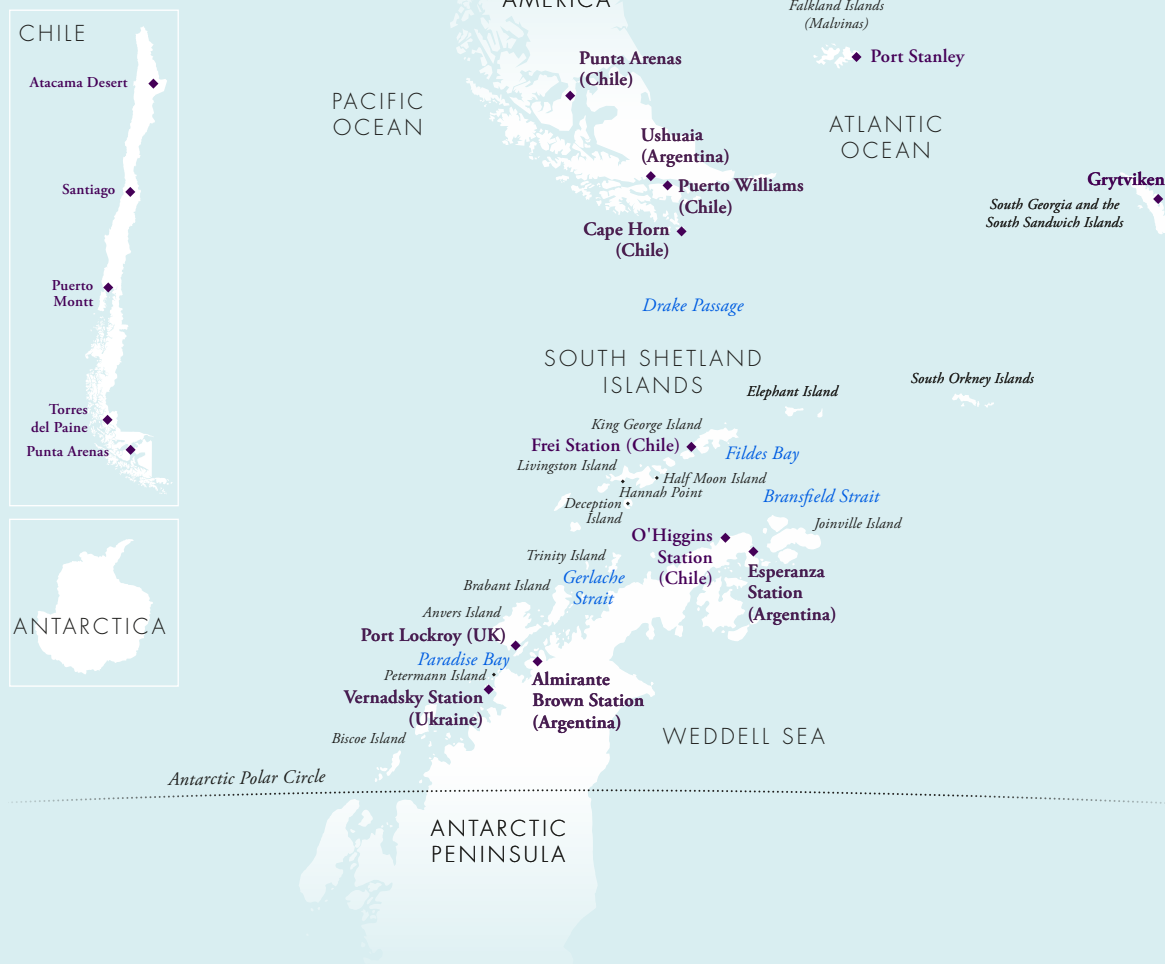 CHILE
Atacama Desert
Santiago
Puerto
Montt
Torres
del Paine
Punta Arenas
ANTARCTICA
AMERICA
Falkland Islands
(Malvinas)
Port Stanley
Punta Arenas
(Chile)
PACIFIC
OCEAN
ATLANTIC
OCEAN
Ushuaia
(Argentina)
Puerto Williams
(Chile)
Grytviken
South Georgia and the
South Sandwich Islands
Cape Horn
(Chile)
Drake Passage
SOUTH SHETLAND
ISLANDS
Elephant Island
South Orkney Islands
King George Island
Frei Station (Chile)
Fildes Bay
Livingston Island
Half Moon Island
Hannah Point
Bransfield Strait
Deception
Island
Joinville Island
O'Higgins
Station
(Chile)
Trinity Island
Esperanza
Station
(Argentina)
Gerlache
Strait
Brabant Island
Anvers Island
Port Lockroy (UK)
Paradise Bay
Petermann Island
Almirante
Brown Station
(Argentina)
Vernadsky Station
(Ukraine)
Biscoe Island
WEDDELL SEA
Antarctic Polar Circle
ANTARCTIC
PENINSULA